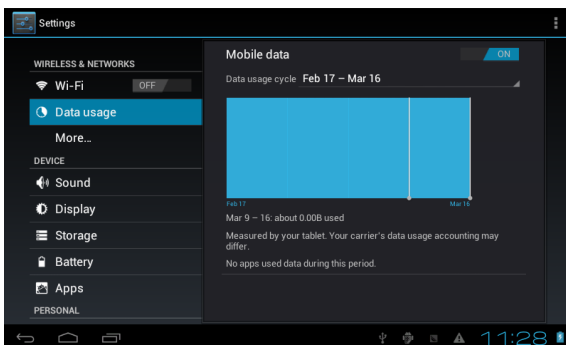 Settings
WIRELESS & NETWORKS
Wi-Fi OFF
Data usage
More...
DEVICE
Sound
Display
Storage
Battery
Apps
PERSONAL
Mobile data ON
Data usage cycle Feb 17 – Mar 16
Feb 17 Mar 16
Mar 9 – 16: about 0.00B used
Measured by your tablet. Your carrier's data usage accounting may
differ.
No apps used data during this period.
11:28